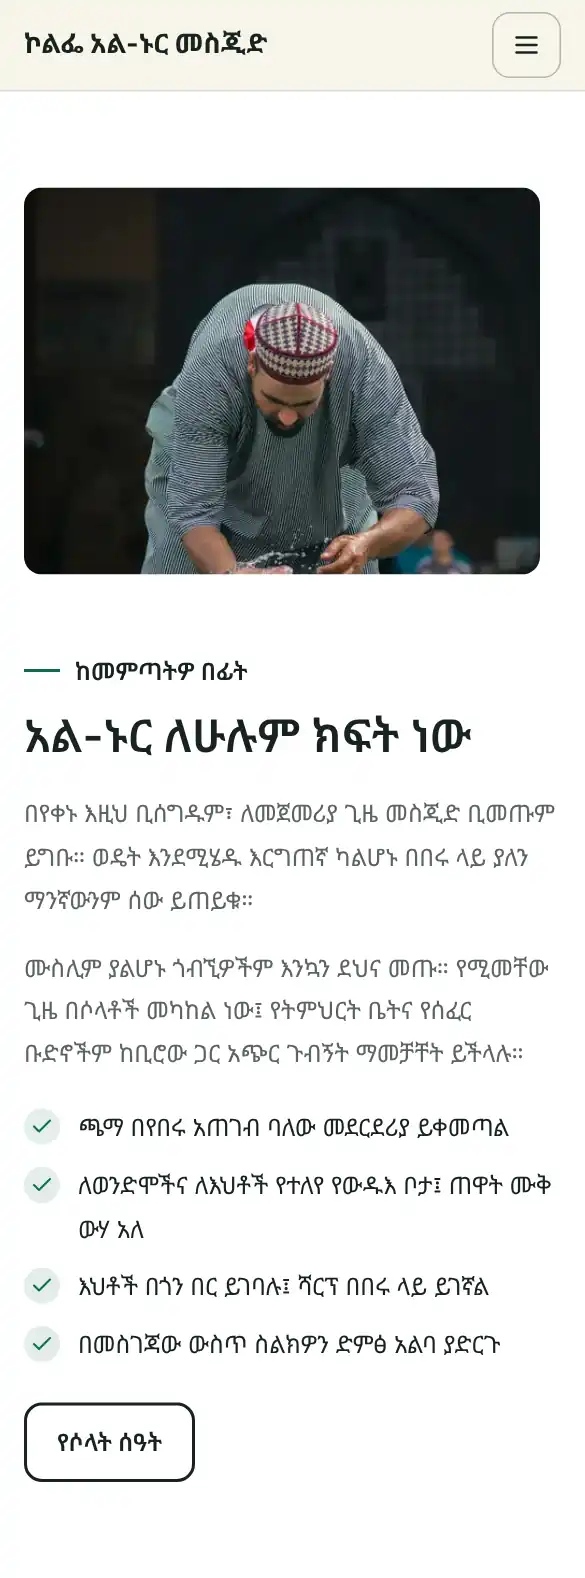 ኮልፌ አል-ኑር መስጂድ
ከመምጣትዎ በፊት
አል-ኑር ለሁሉም ክፍት ነው
በየቀኑ እዚህ ቢሰግዱም፣ ለመጀመሪያ ጊዜ መስጂድ ቢመጡም
ይግቡ። ወዴት እንደሚሄዱ እርግጠኛ ካልሆኑ በበሩ ላይ ያለን
ማንኛውንም ሰው ይጠይቁ።
ሙስሊም ያልሆኑ ጎብኚዎችም እንኳን ደህና መጡ። የሚመቸው
ጊዜ በሶላቶች መካከል ነው፤ የትምህርት ቤትና የሰፈር
ቡድኖችም ከቢሮው ጋር አጭር ጉብኝት ማመቻቸት ይችላሉ።
ጫማ በየበሩ አጠገብ ባለው መደርደሪያ ይቀመጣል
ለወንድሞችና ለእህቶች የተለየ የውዱእ ቦታ፤ ጠዋት ሙቅ
ውሃ አለ
እህቶች በጎን በር ይገባሉ፤ ሻርፕ በበሩ ላይ ይገኛል
በመስገጃው ውስጥ ስልክዎን ድምፅ አልባ ያድርጉ
የሶላት ሰዓት